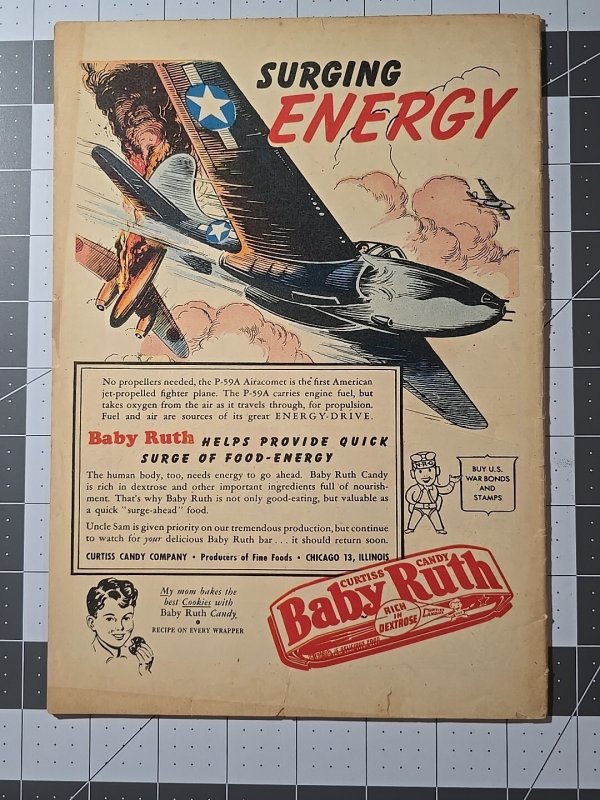 SURGING
ENERGY
No propellers needed, the P-59A Airacomet is the first American
jet-propelled fighter plane. The P-59A carries engine fuel, but
takes oxygen from the air as it travels through, for propulsion.
Fuel and air are sources of its great ENERGY-DRIVE.
Baby Ruth HELPS PROVIDE QUICK
SURGE OF FOOD-ENERGY
The human body, too, needs energy to go ahead. Baby Ruth Candy
is rich in dextrose and other important ingredients full of nourish-
ment. That's why Baby Ruth is not only good-eating, but valuable as
a quick "surge-ahead" food.
Uncle Sam is given priority on our tremendous production, but continue
to watch for your delicious Baby Ruth bar . . . it should return soon.
CURTISS CANDY COMPANY • Producers of Fine Foods • CHICAGO 13, ILLINOIS
BUY U.S.
WAR BONDS
AND
STAMPS
My mom bakes the
best Cookies with
Baby Ruth Candy
•
RECIPE ON EVERY WRAPPER
CURTISS CANDY
Baby Ruth
RICH
IN
DEXTROSE